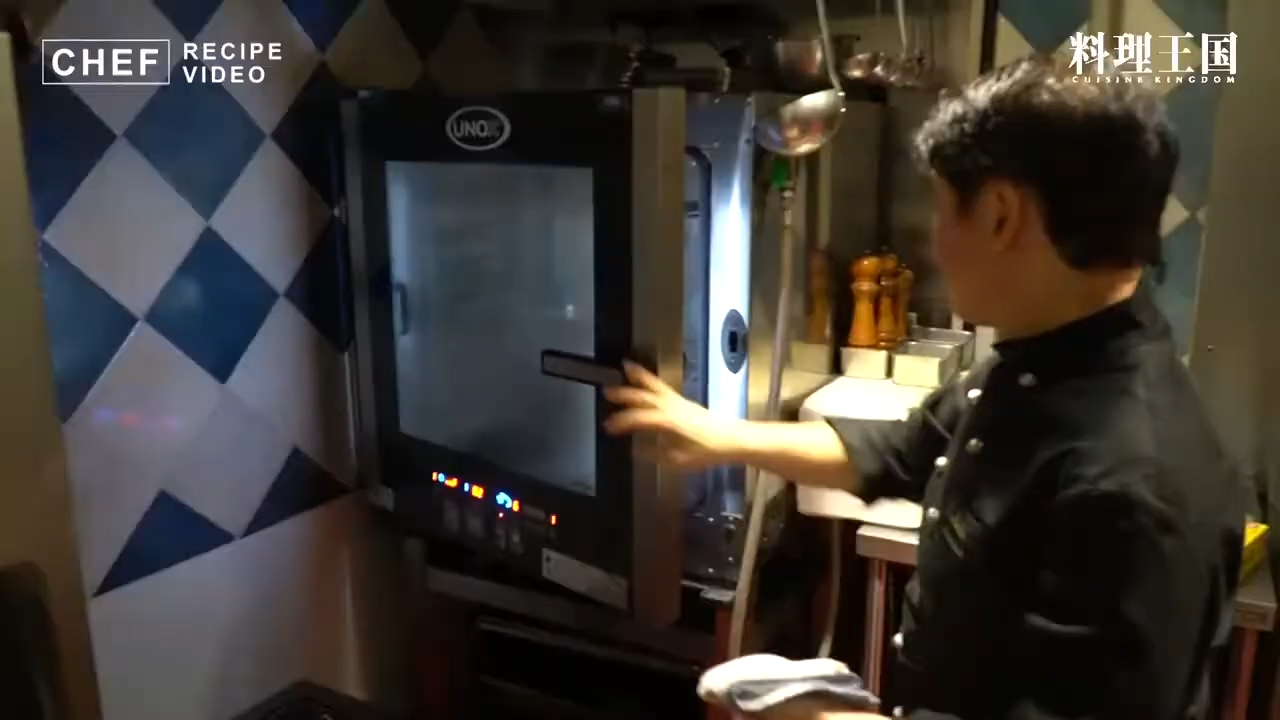 CHEF
RECIPE
VIDEO
料理王国
CUISINE KINGDOM
UNOX